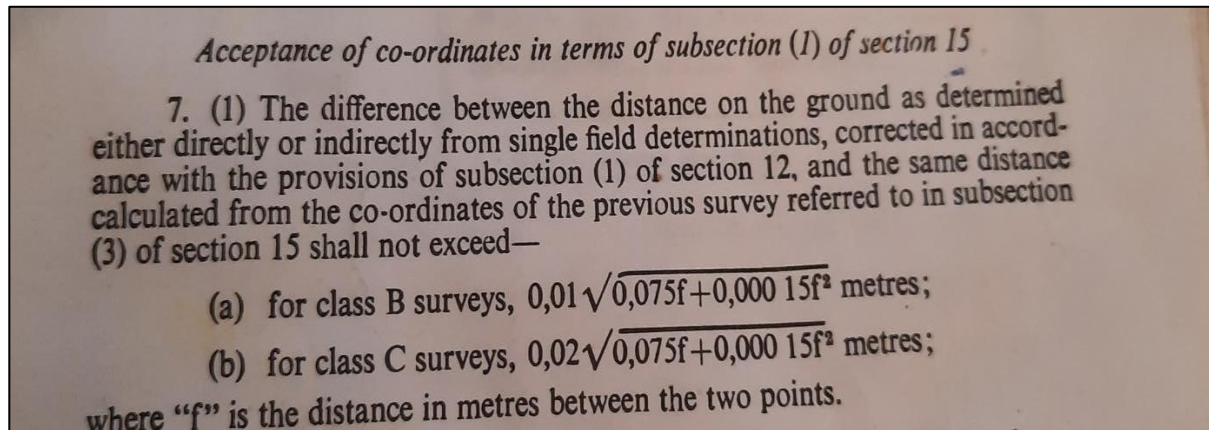 Acceptance of co-ordinates in terms of subsection (1) of section 15
7. (1) The difference between the distance on the ground as determined
either directly or indirectly from single field determinations, corrected in accord-
ance with the provisions of subsection (1) of section 12, and the same distance
calculated from the co-ordinates of the previous survey referred to in subsection
(3) of section 15 shall not exceed—
(a) for class B surveys, 0,01√0,075f+0,000 15f² metres;
(b) for class C surveys, 0,02√0,075f+0,000 15f² metres;
where “f” is the distance in metres between the two points.